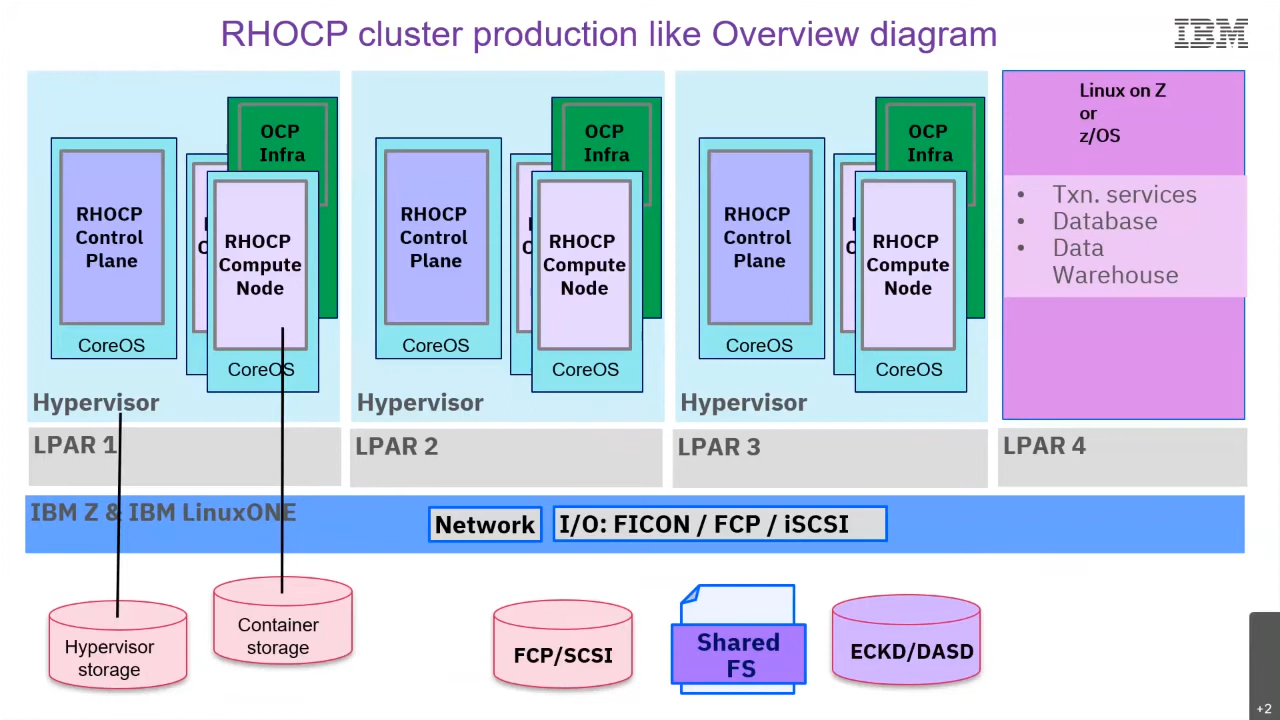 RHOCP cluster production like Overview diagram
IBM
OCP
Infra
RHOCP
Control
Plane
RHOCP
Compute
Node
CoreOS
CoreOS
Hypervisor
LPAR 1
OCP
Infra
RHOCP
Control
Plane
RHOCP
Compute
Node
CoreOS
CoreOS
Hypervisor
LPAR 2
OCP
Infra
RHOCP
Control
Plane
RHOCP
Compute
Node
CoreOS
CoreOS
Hypervisor
LPAR 3
Linux on Z
or
z/OS
• Txn. services
• Database
• Data
Warehouse
LPAR 4
IBM Z & IBM LinuxONE
Network
I/O: FICON / FCP / iSCSI
Hypervisor
storage
Container
storage
FCP/SCSI
Shared
FS
ECKD/DASD
+2